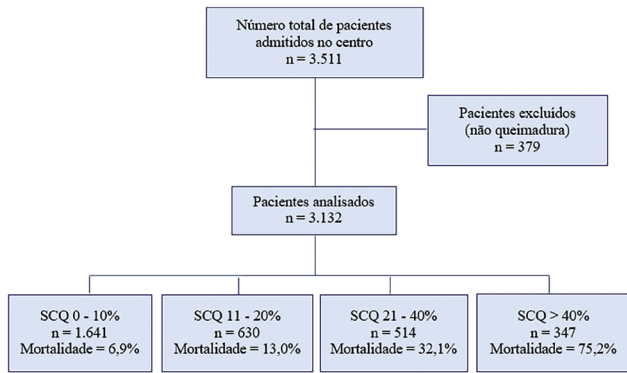 Número total de pacientes
admitidos no centro
n = 3.511
Pacientes excluídos
(não queimadura)
n = 379
Pacientes analisados
n = 3.132
SCQ 0 - 10%
n = 1.641
Mortalidade = 6,9%
SCQ 11 - 20%
n = 630
Mortalidade = 13,0%
SCQ 21 - 40%
n = 514
Mortalidade = 32,1%
SCQ > 40%
n = 347
Mortalidade = 75,2%